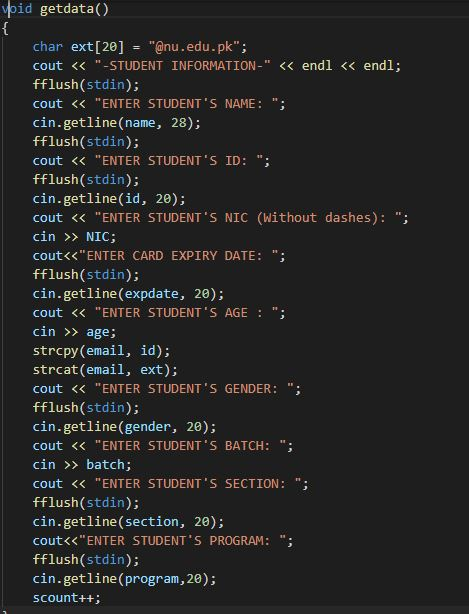 void getdata()
{
    char ext[20] = "@nu.edu.pk";
    cout << "-STUDENT INFORMATION-" << endl << endl;
    fflush(stdin);
    cout << "ENTER STUDENT'S NAME: ";
    cin.getline(name, 28);
    fflush(stdin);
    cout << "ENTER STUDENT'S ID: ";
    fflush(stdin);
    cin.getline(id, 20);
    cout << "ENTER STUDENT'S NIC (Without dashes): ";
    cin >> NIC;
    cout<<"ENTER CARD EXPIRY DATE: ";
    fflush(stdin);
    cin.getline(expdate, 20);
    cout << "ENTER STUDENT'S AGE : ";
    cin >> age;
    strcpy(email, id);
    strcat(email, ext);
    cout << "ENTER STUDENT'S GENDER: ";
    fflush(stdin);
    cin.getline(gender, 20);
    cout << "ENTER STUDENT'S BATCH: ";
    cin >> batch;
    cout << "ENTER STUDENT'S SECTION: ";
    fflush(stdin);
    cin.getline(section, 20);
    cout<<"ENTER STUDENT'S PROGRAM: ";
    fflush(stdin);
    cin.getline(program,20);
    scount++;